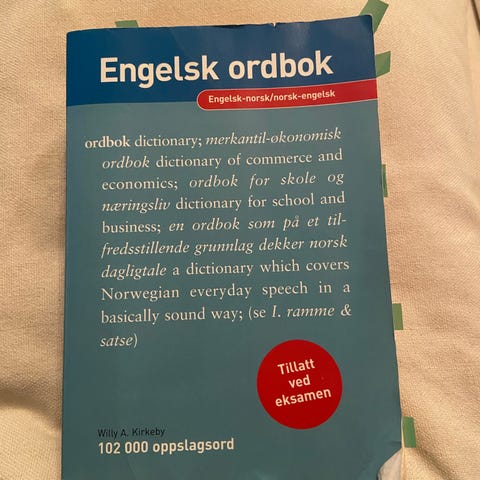 Engelsk ordbok
Engelsk-norsk/norsk-engelsk
ordbok dictionary; merkantil-økonomisk
ordbok dictionary of commerce and
economics; ordbok for skole og
næringsliv dictionary for school and
business; en ordbok som på et til-
fredsstillende grunnlag dekker norsk
dagligtale a dictionary which covers
Norwegian everyday speech in a
basically sound way; (se I. ramme &
satse)
Tillatt
ved
eksamen
Willy A. Kirkeby
102 000 oppslagsord